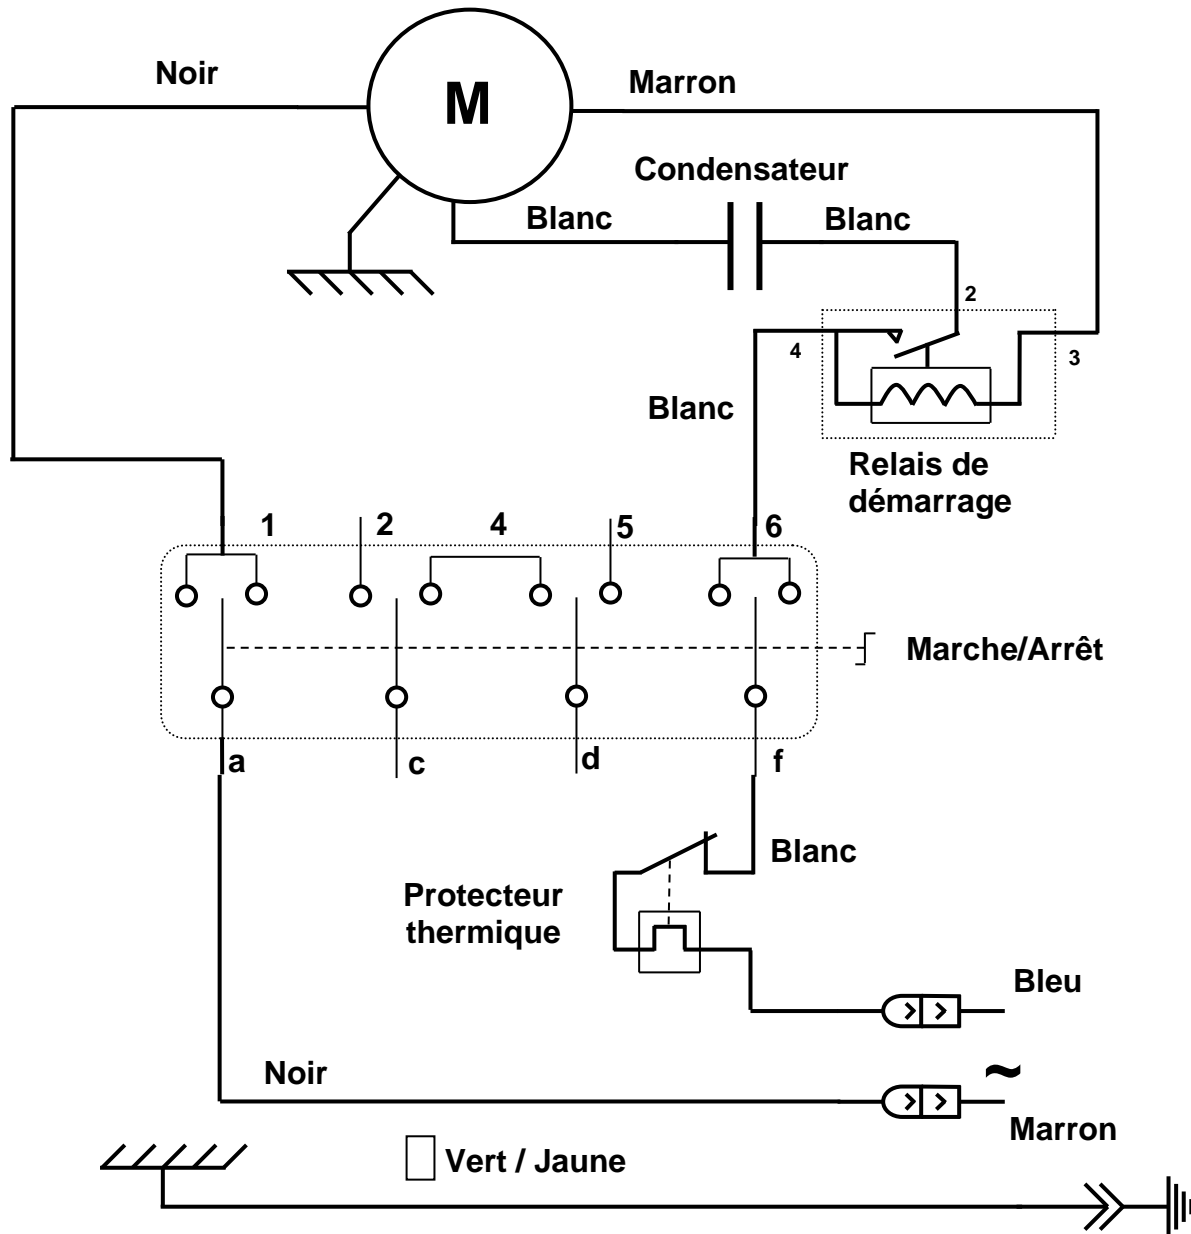 Noir
M
Marron
Condensateur
Blanc
Blanc
2
4
3
Blanc
Relais de
démarrage
1
2
4
5
6
Marche/Arrêt
a
c
d
f
Blanc
Protecteur
thermique
Bleu
Noir
~
Marron
Vert / Jaune